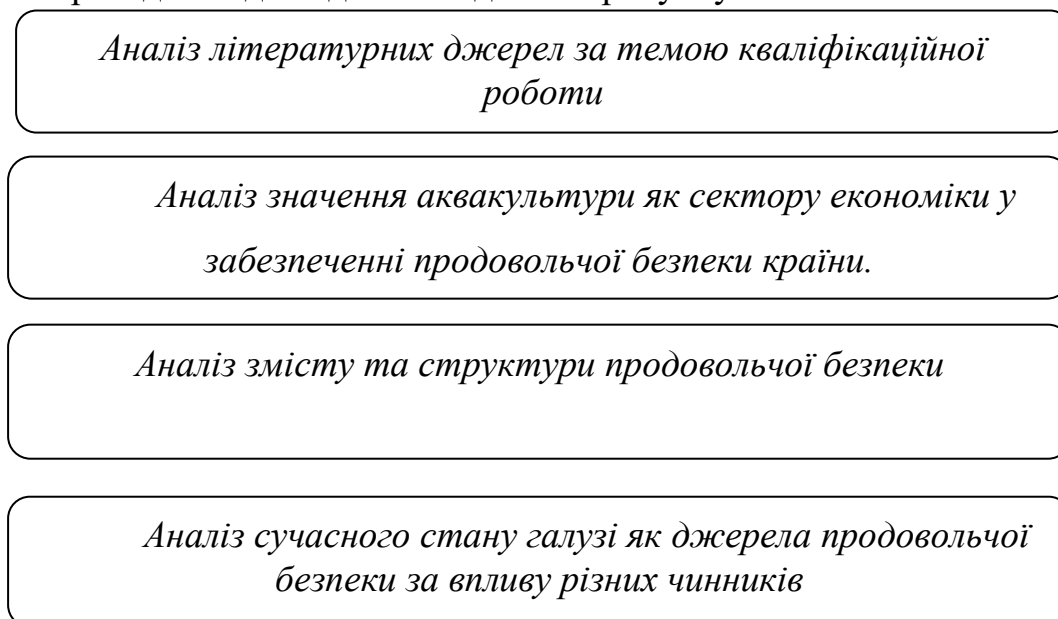 Аналіз літературних джерел за темою кваліфікаційної
роботи
Аналіз значення аквакультури як сектору економіки у
забезпеченні продовольчої безпеки країни.
Аналіз змісту та структури продовольчої безпеки
Аналіз сучасного стану галузі як джерела продовольчої
безпеки за впливу різних чинників